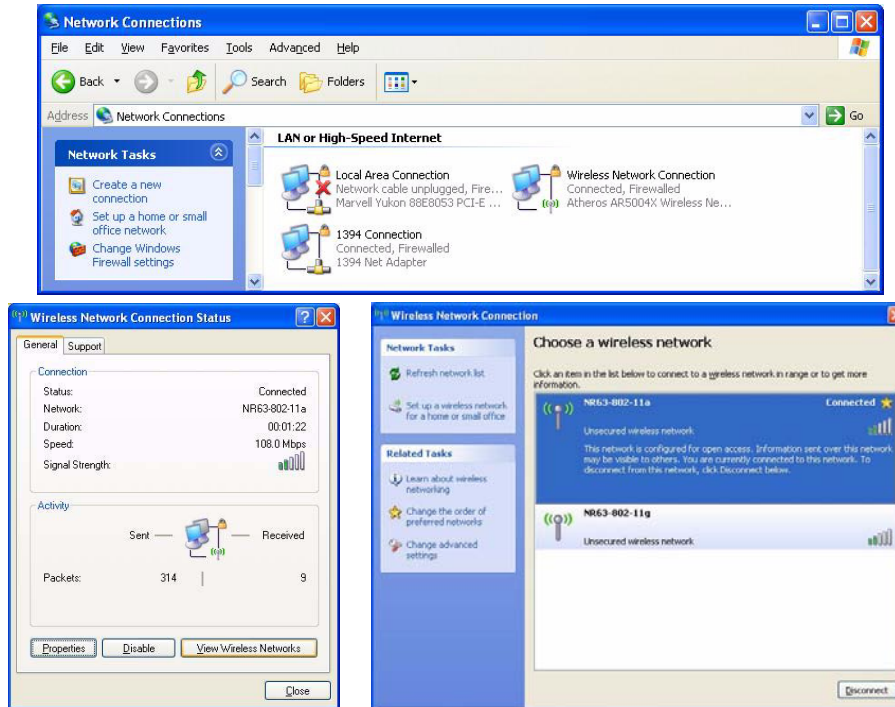 Network Connections
File Edit View Favorites Tools Advanced Help
Back Search Folders
Address Network Connections Go
Network Tasks
Create a new
connection
Set up a home or small
office network
Change Windows
Firewall settings
LAN or High-Speed Internet
Local Area Connection
Network cable unplugged, Fire...
Marvell Yukon 88E8053 PCI-E ...
Wireless Network Connection
Connected, Firewalled
Atheros AR5004X Wireless Ne...
1394 Connection
Connected, Firewalled
1394 Net Adapter
Wireless Network Connection Status
General Support
Connection
Status: Connected
Network: NR63-802-11a
Duration: 00:01:22
Speed: 108.0 Mbps
Signal Strength:
Activity
Sent Received
Packets: 314 9
Properties Disable View Wireless Networks
Close
Wireless Network Connection
Network Tasks
Refresh network list
Set up a wireless network
for a home or small office
Related Tasks
Learn about wireless
networking
Change the order of
preferred networks
Change advanced
settings
Choose a wireless network
Click an item in the list below to connect to a wireless network in range or to get more
information.
NR63-802-11a Connected
Unsecured wireless network
This network is configured for open access. Information sent over this network
may be visible to others. You are currently connected to this network. To
disconnect from this network, click Disconnect below.
NR63-802-11g
Unsecured wireless network
Disconnect